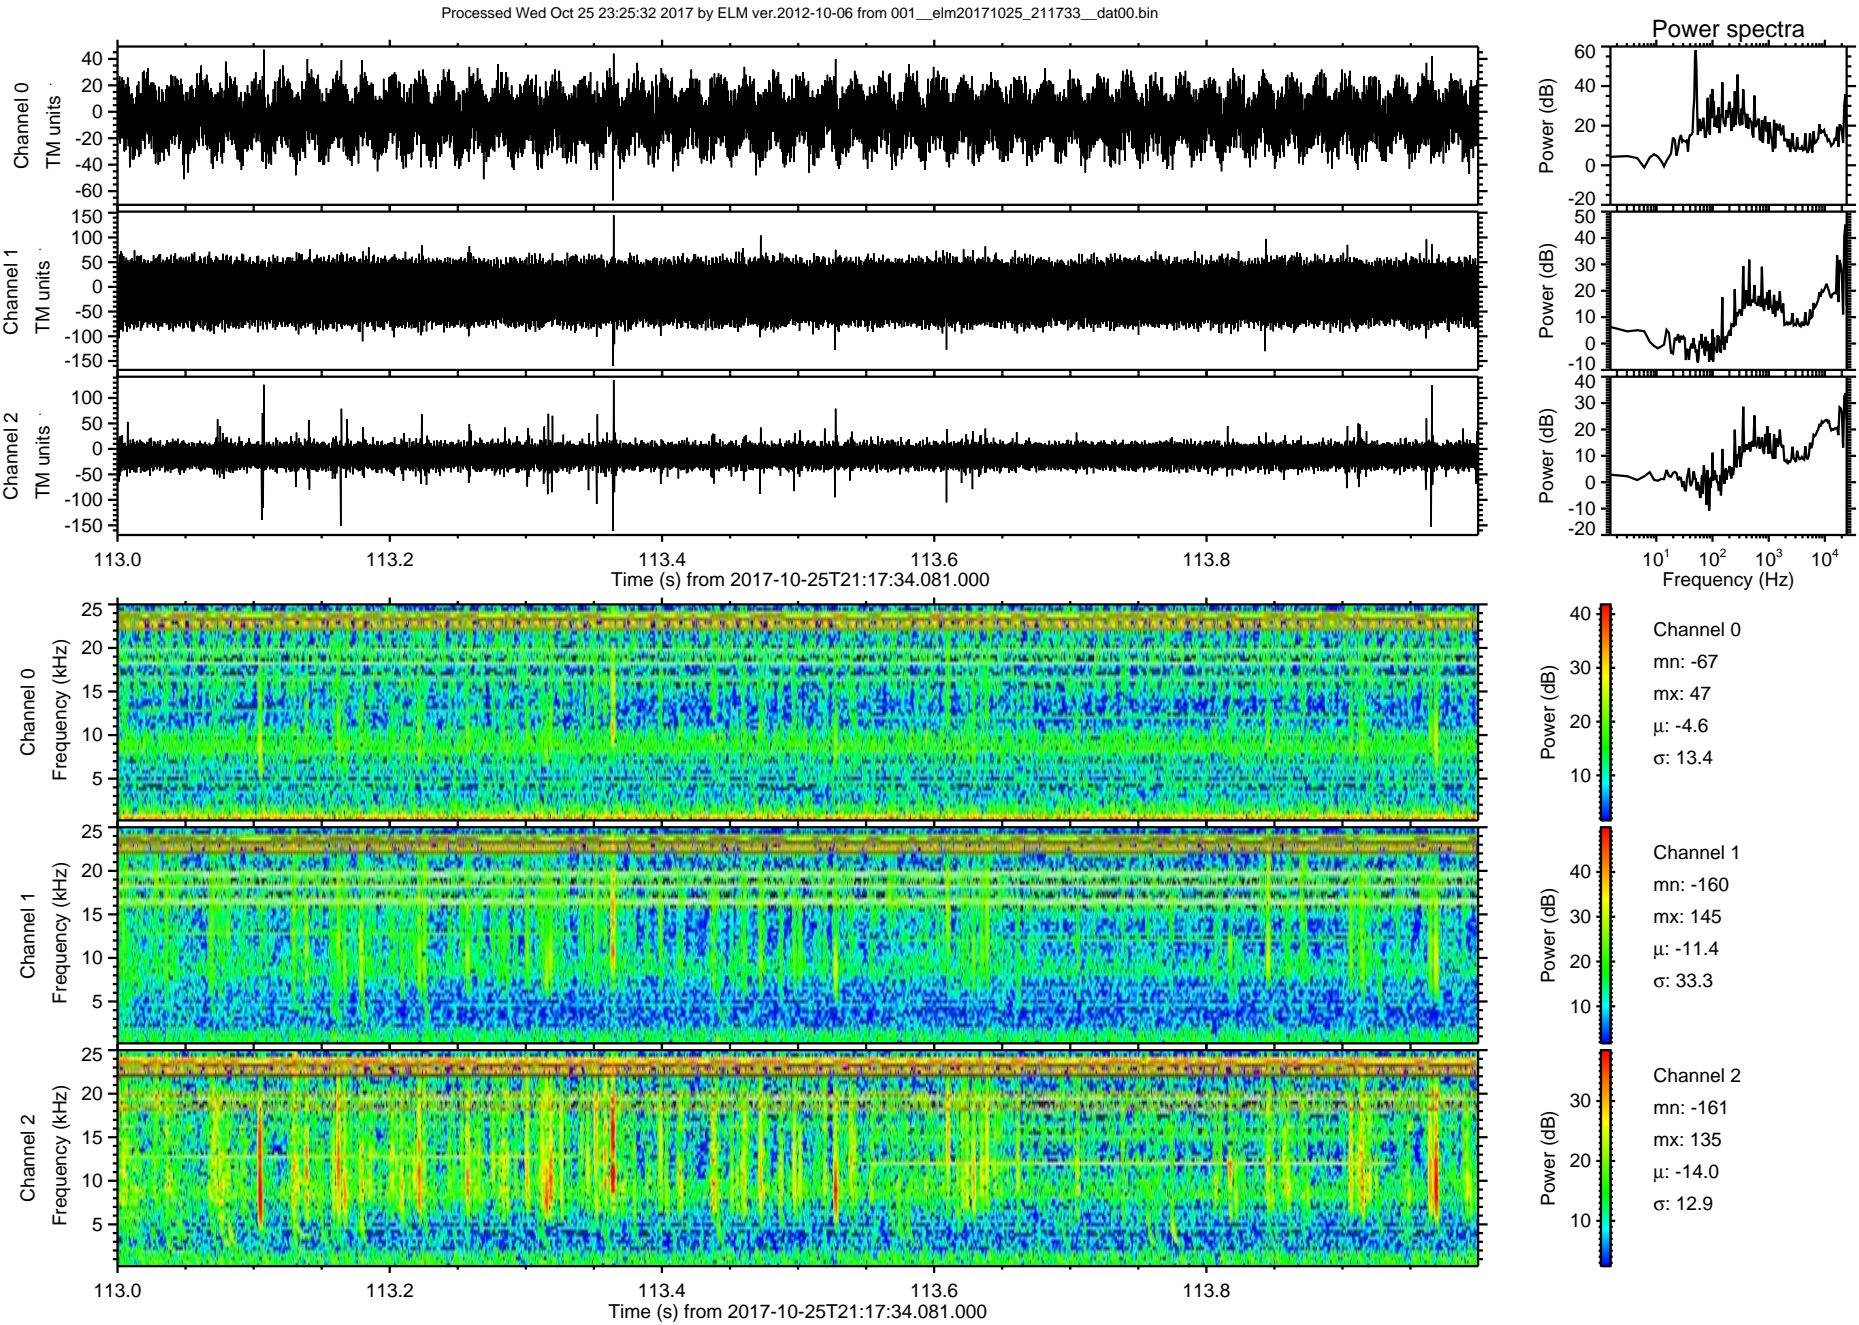 Processed Wed Oct 25 23:25:32 2017 by ELM ver.2012-10-06 from 001__elm20171025_211733__dat00.bin
Power spectra
Channel 0
TM units
40
20
0
-20
-40
-60
Power (dB)
60
40
20
0
-20
Channel 1
TM units
150
100
50
0
-50
-100
-150
Power (dB)
50
40
30
20
10
0
-10
Channel 2
TM units
100
50
0
-50
-100
-150
Power (dB)
40
30
20
10
0
-10
-20
113.0 113.2 113.4 113.6 113.8
Time (s) from 2017-10-25T21:17:34.081.000
10^1 10^2 10^3 10^4
Frequency (Hz)
Channel 0
Frequency (kHz)
25
20
15
10
5
Power (dB)
40
30
20
10
Channel 0
mn: -67
mx: 47
μ: -4.6
σ: 13.4
Channel 1
Frequency (kHz)
25
20
15
10
5
Power (dB)
40
30
20
10
Channel 1
mn: -160
mx: 145
μ: -11.4
σ: 33.3
Channel 2
Frequency (kHz)
25
20
15
10
5
Power (dB)
30
20
10
Channel 2
mn: -161
mx: 135
μ: -14.0
σ: 12.9
113.0 113.2 113.4 113.6 113.8
Time (s) from 2017-10-25T21:17:34.081.000